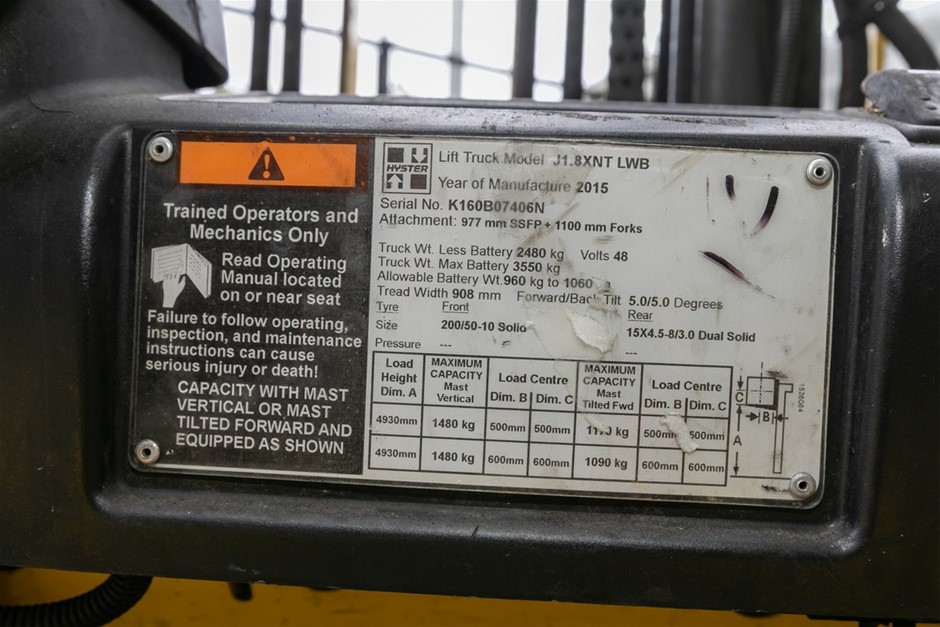 Trained Operators and
Mechanics Only
Read Operating
Manual located
on or near seat
Failure to follow operating,
inspection, and maintenance
instructions can cause
serious injury or death!
CAPACITY WITH MAST
VERTICAL OR MAST
TILTED FORWARD AND
EQUIPPED AS SHOWN
HYSTER
Lift Truck Model J1.8XNT LWB
Year of Manufacture 2015
Serial No. K160B07406N
Attachment: 977 mm SSFP + 1100 mm Forks
Truck Wt. Less Battery 2480 kg Volts 48
Truck Wt. Max Battery 3550 kg
Allowable Battery Wt. 960 kg to 1060
Tread Width 908 mm Forward/Back Tilt 5.0/5.0 Degrees
Tyre Front Rear
Size 200/50-10 Solid 15X4.5-8/3.0 Dual Solid
Pressure --- ---
Load Height Dim. A MAXIMUM CAPACITY Mast Vertical Load Centre Dim. B Dim. C MAXIMUM CAPACITY Mast Tilted Fwd Load Centre Dim. B Dim. C
4930mm 1480 kg 500mm 500mm kg 500mm 500mm
4930mm 1480 kg 600mm 600mm 1090 kg 600mm 600mm
C
B
A